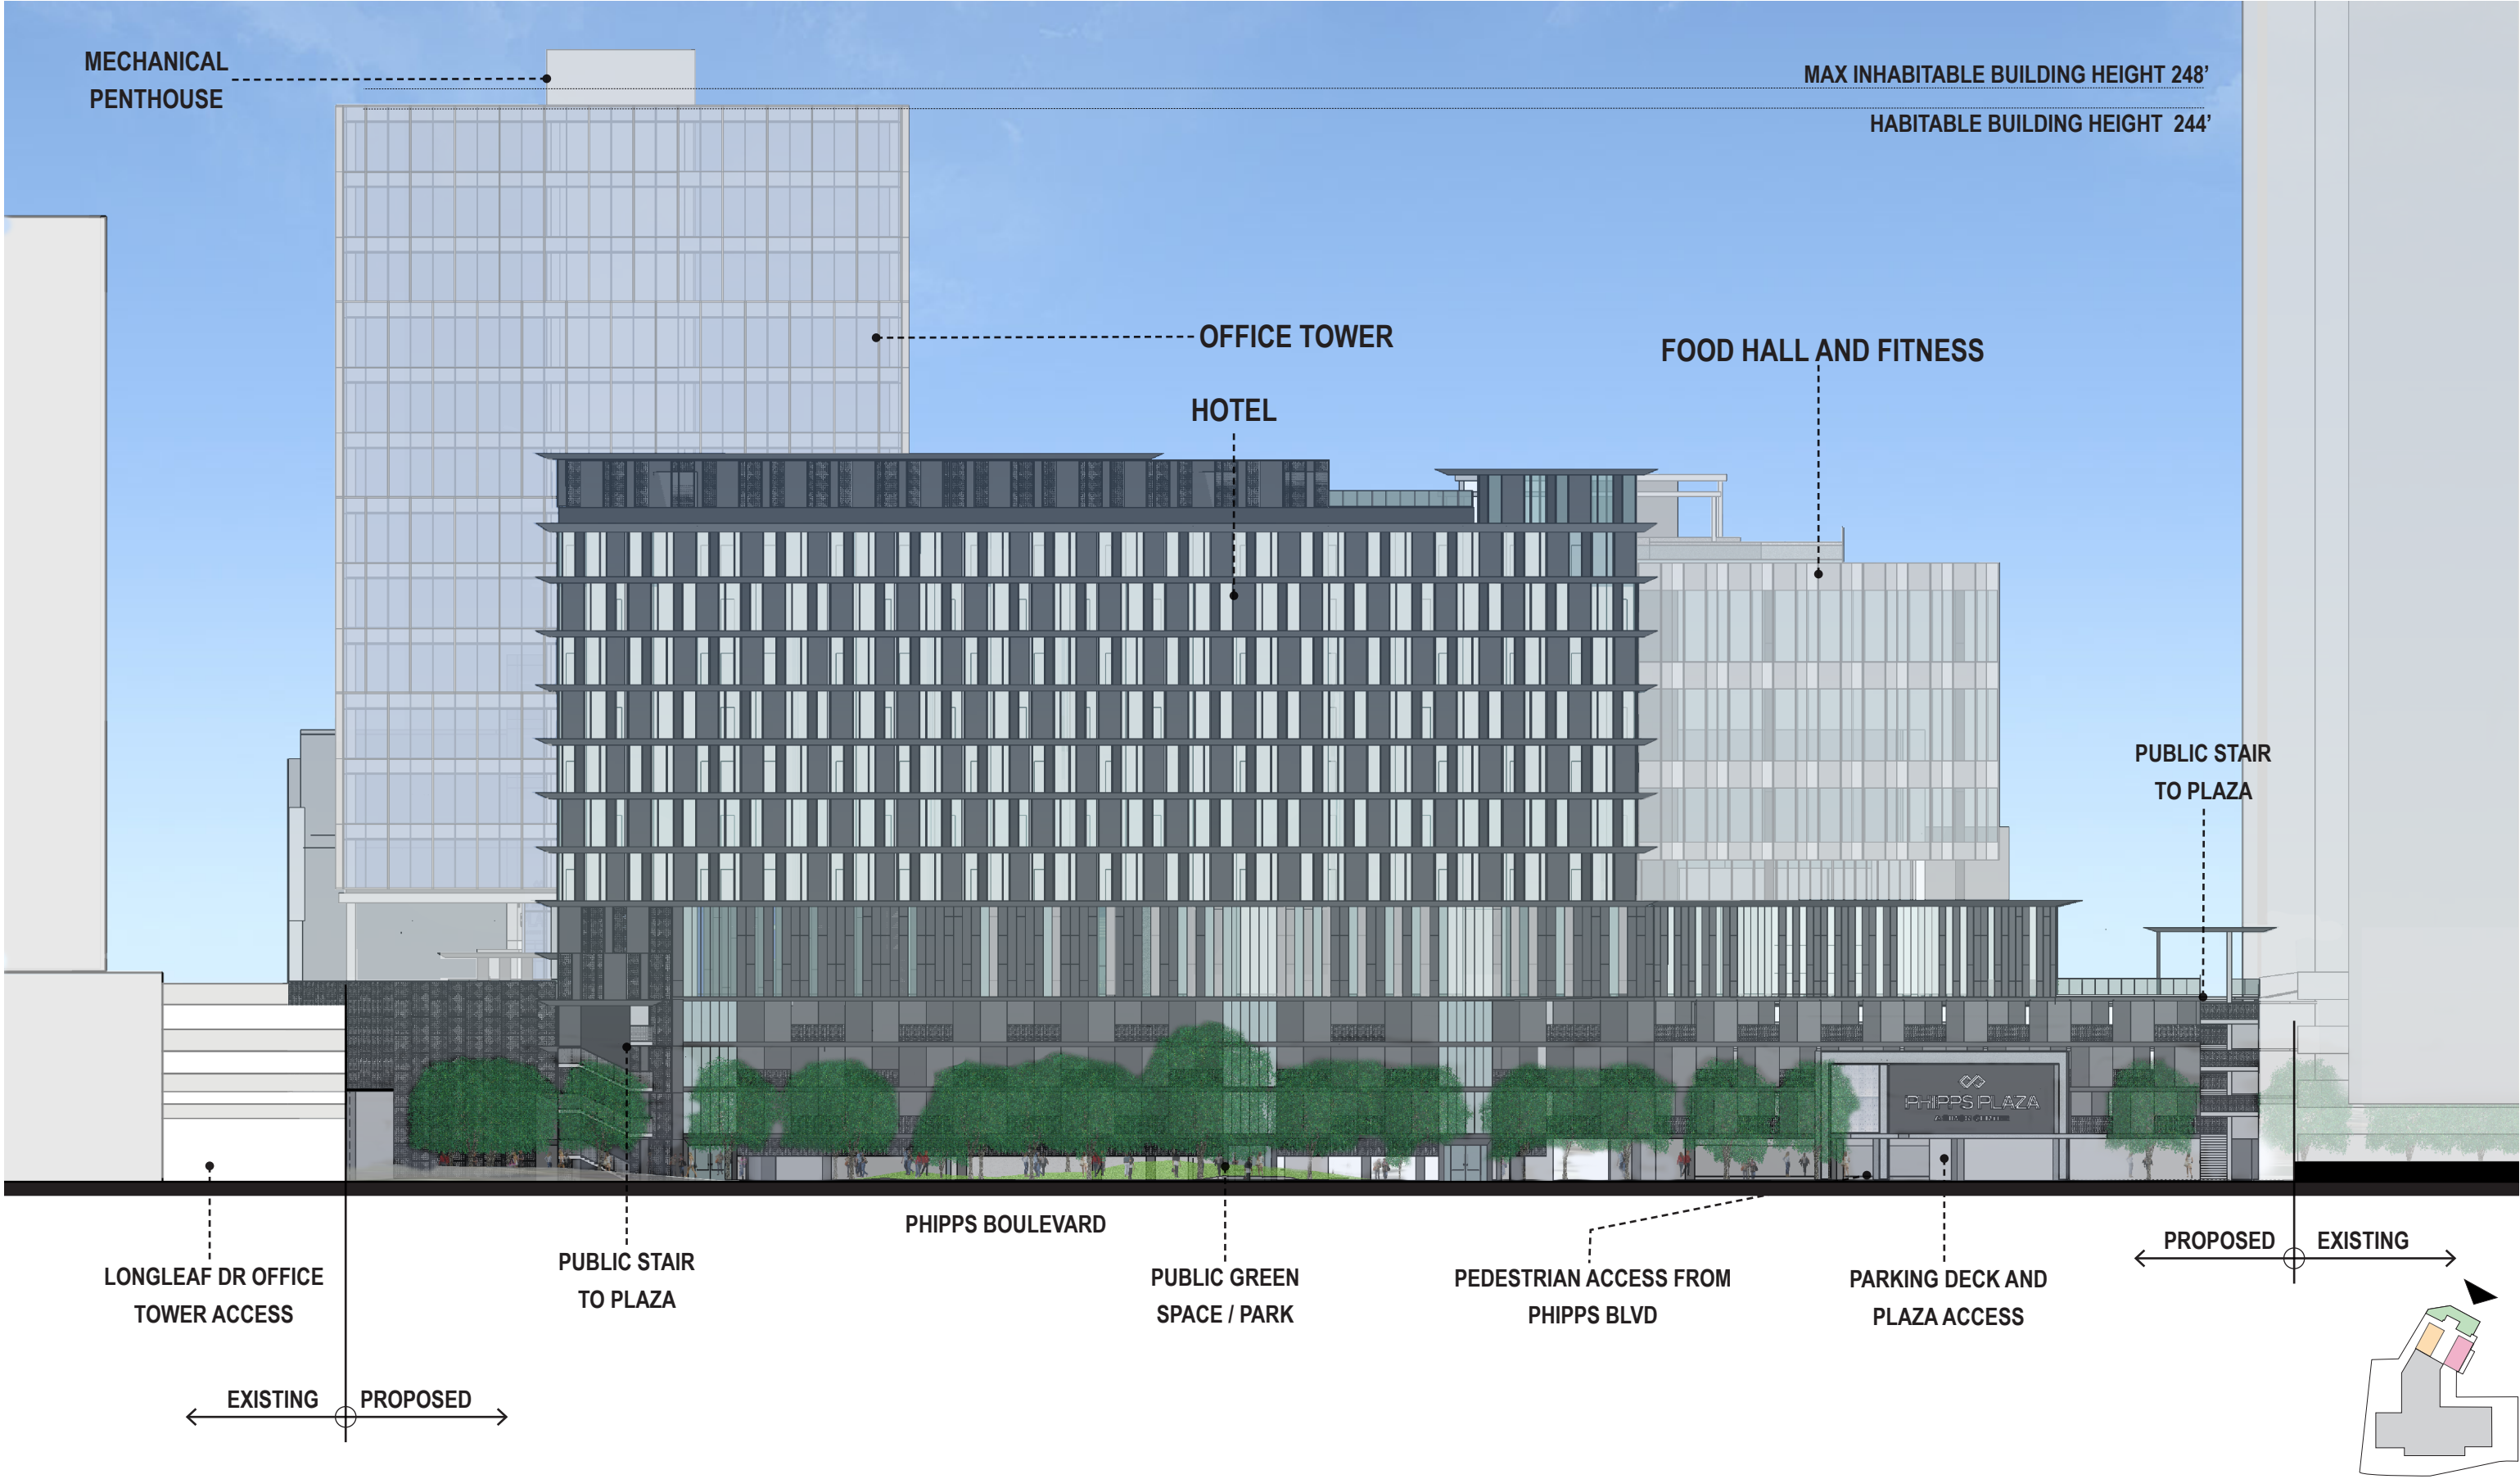 MECHANICAL
PENTHOUSE
MAX INHABITABLE BUILDING HEIGHT 248’
HABITABLE BUILDING HEIGHT 244’
OFFICE TOWER
FOOD HALL AND FITNESS
HOTEL
PUBLIC STAIR
TO PLAZA
PHIPPS PLAZA
PHIPPS BOULEVARD
LONGLEAF DR OFFICE
TOWER ACCESS
PUBLIC STAIR
TO PLAZA
PUBLIC GREEN
SPACE / PARK
PEDESTRIAN ACCESS FROM
PHIPPS BLVD
PARKING DECK AND
PLAZA ACCESS
PROPOSED
EXISTING
EXISTING
PROPOSED